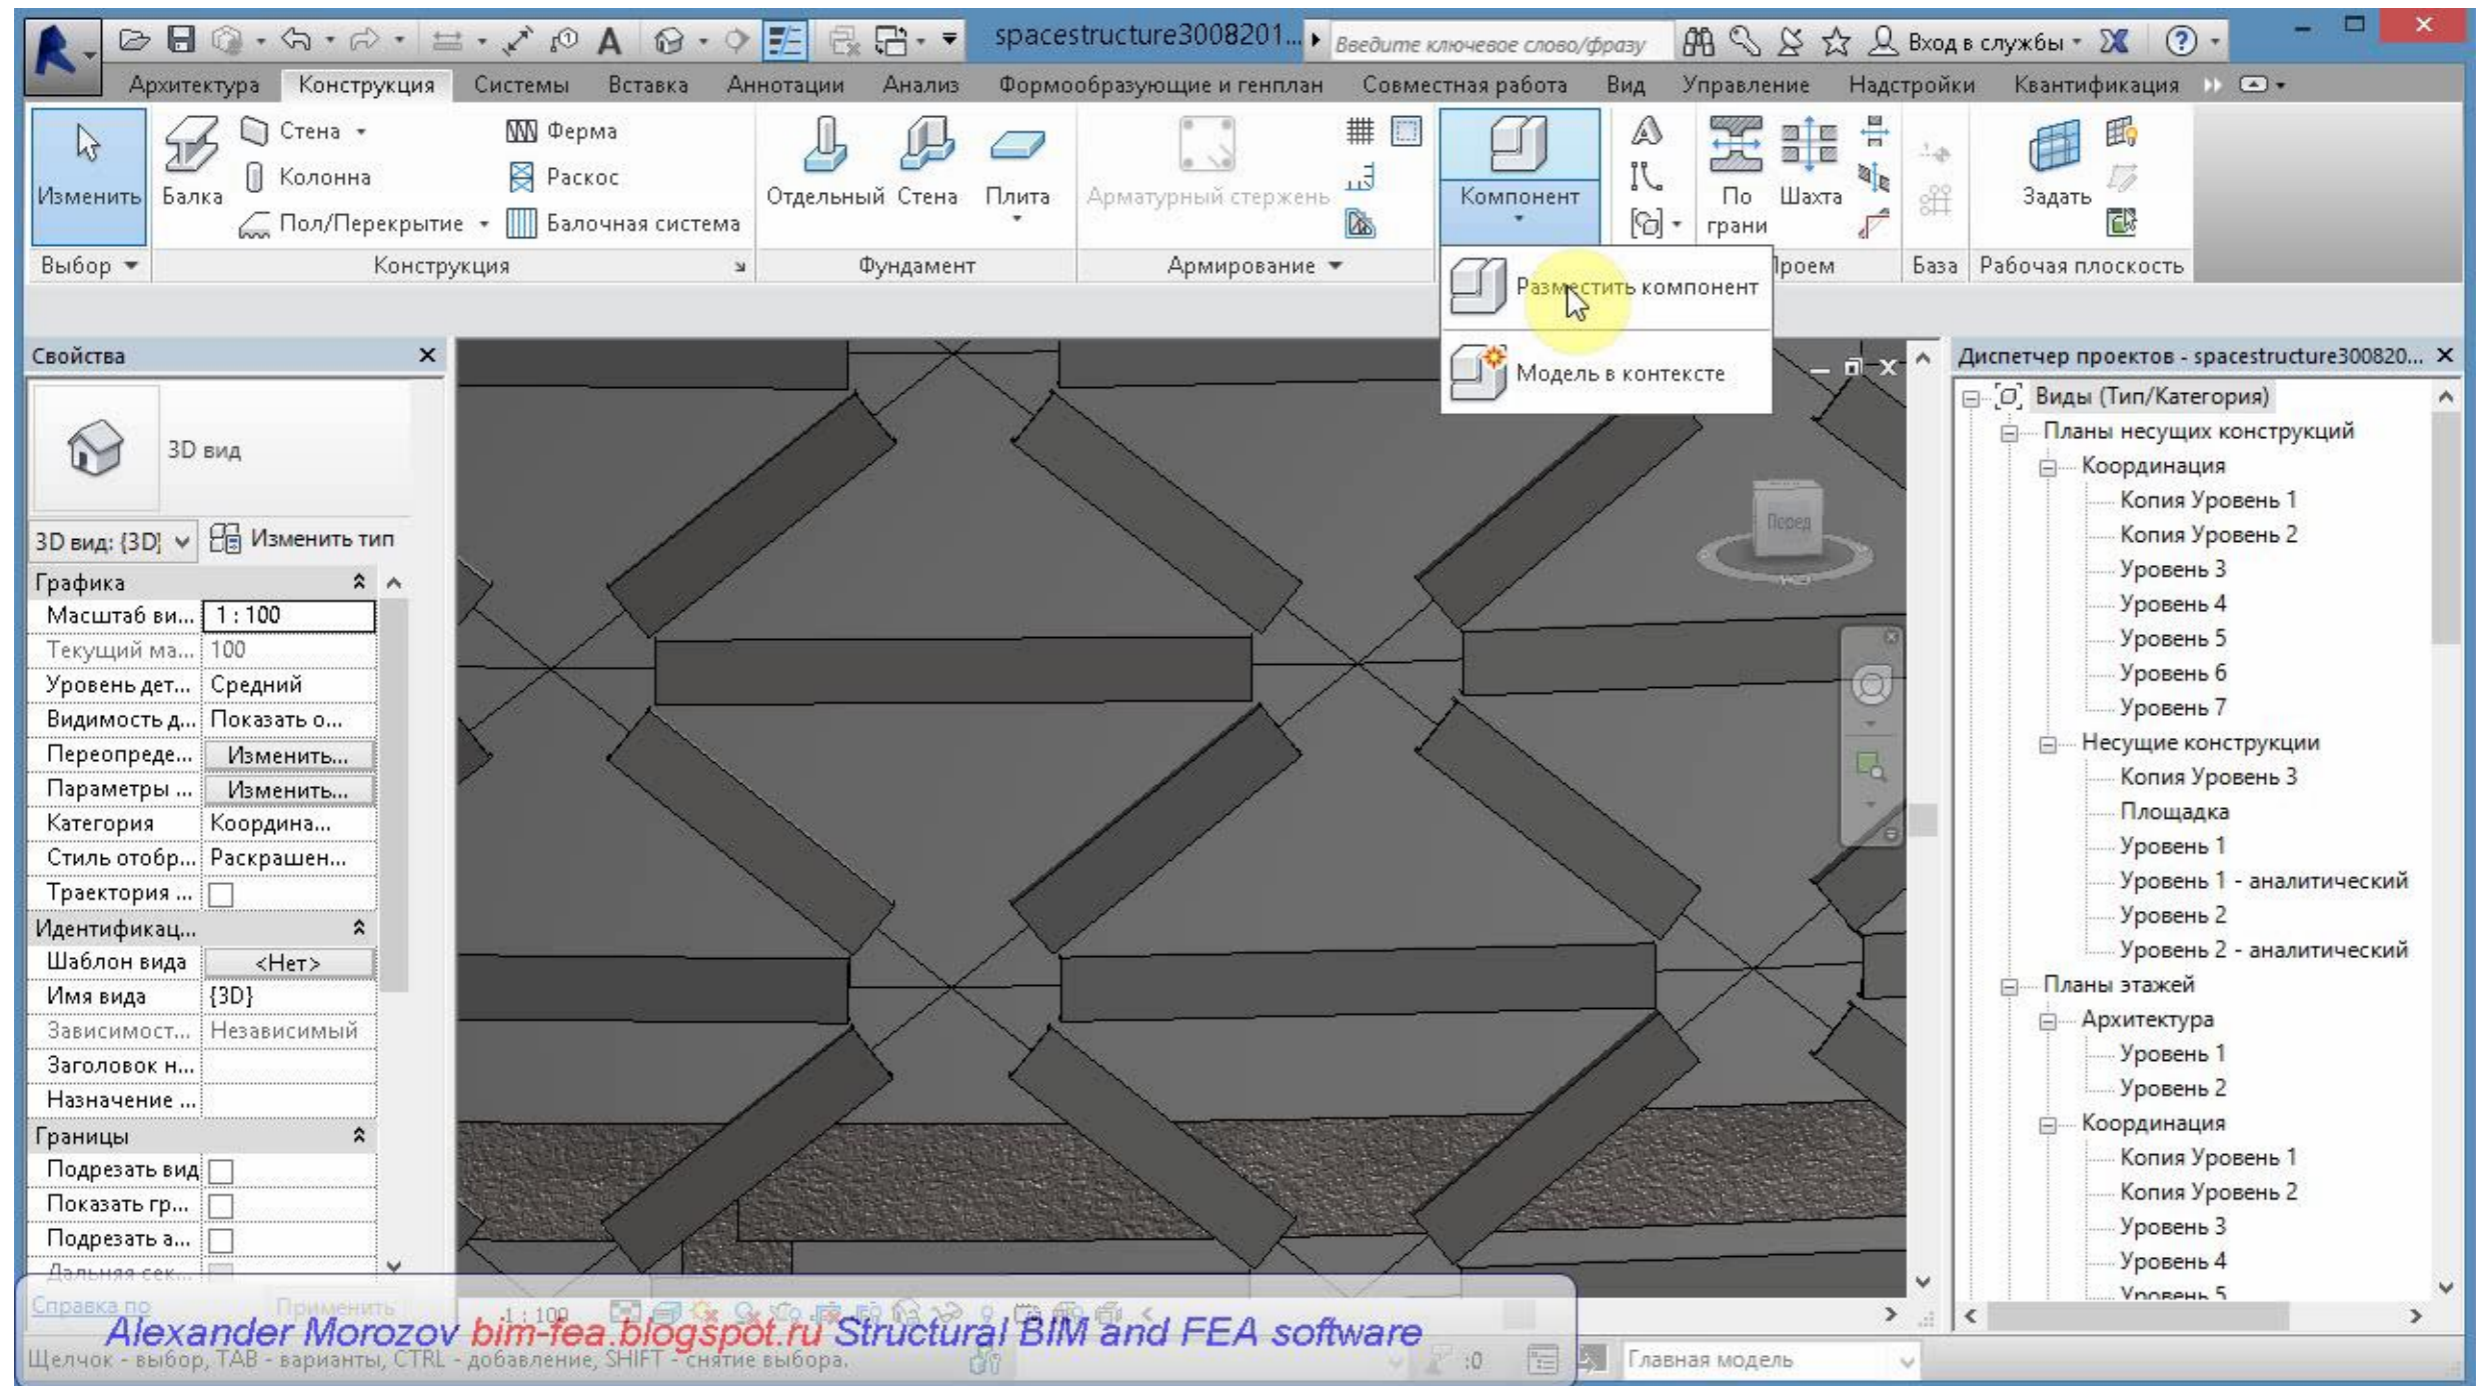 spacestructure3008201...
Введите ключевое слово/фразу
Вход в службы
Архитектура Конструкция Системы Вставка Аннотации Анализ Формообразующие и генплан Совместная работа Вид Управление Надстройки Квантификация
Изменить
Балка
Стена
Колонна
Пол/Перекрытие
Ферма
Раскос
Балочная система
Отдельный Стена Плита
Арматурный стержень
Компонент
По грани
Шахта
Задать
Выбор
Конструкция
Фундамент
Армирование
Проем
База
Рабочая плоскость
Разместить компонент
Модель в контексте
Свойства
3D вид
3D вид: {3D}
Изменить тип
Графика
Масштаб ви... 1 : 100
Текущий ма... 100
Уровень дет... Средний
Видимость д... Показать о...
Переопреде... Изменить...
Параметры ... Изменить...
Категория Координа...
Стиль отобр... Раскрашен...
Траектория ...
Идентификац...
Шаблон вида <Нет>
Имя вида {3D}
Зависимост... Независимый
Заголовок н...
Назначение ...
Границы
Подрезать вид
Показать гр...
Подрезать а...
Дальняя сек...
Справка по
Применить
Перед
1 : 100
Диспетчер проектов - spacestructure300820...
Виды (Тип/Категория)
Планы несущих конструкций
Координация
Копия Уровень 1
Копия Уровень 2
Уровень 3
Уровень 4
Уровень 5
Уровень 6
Уровень 7
Несущие конструкции
Копия Уровень 3
Площадка
Уровень 1
Уровень 1 - аналитический
Уровень 2
Уровень 2 - аналитический
Планы этажей
Архитектура
Уровень 1
Уровень 2
Координация
Копия Уровень 1
Копия Уровень 2
Уровень 3
Уровень 4
Уровень 5
Alexander Morozov bim-fea.blogspot.ru Structural BIM and FEA software
Щелчок - выбор, TAB - варианты, CTRL - добавление, SHIFT - снятие выбора.
:0
Главная модель